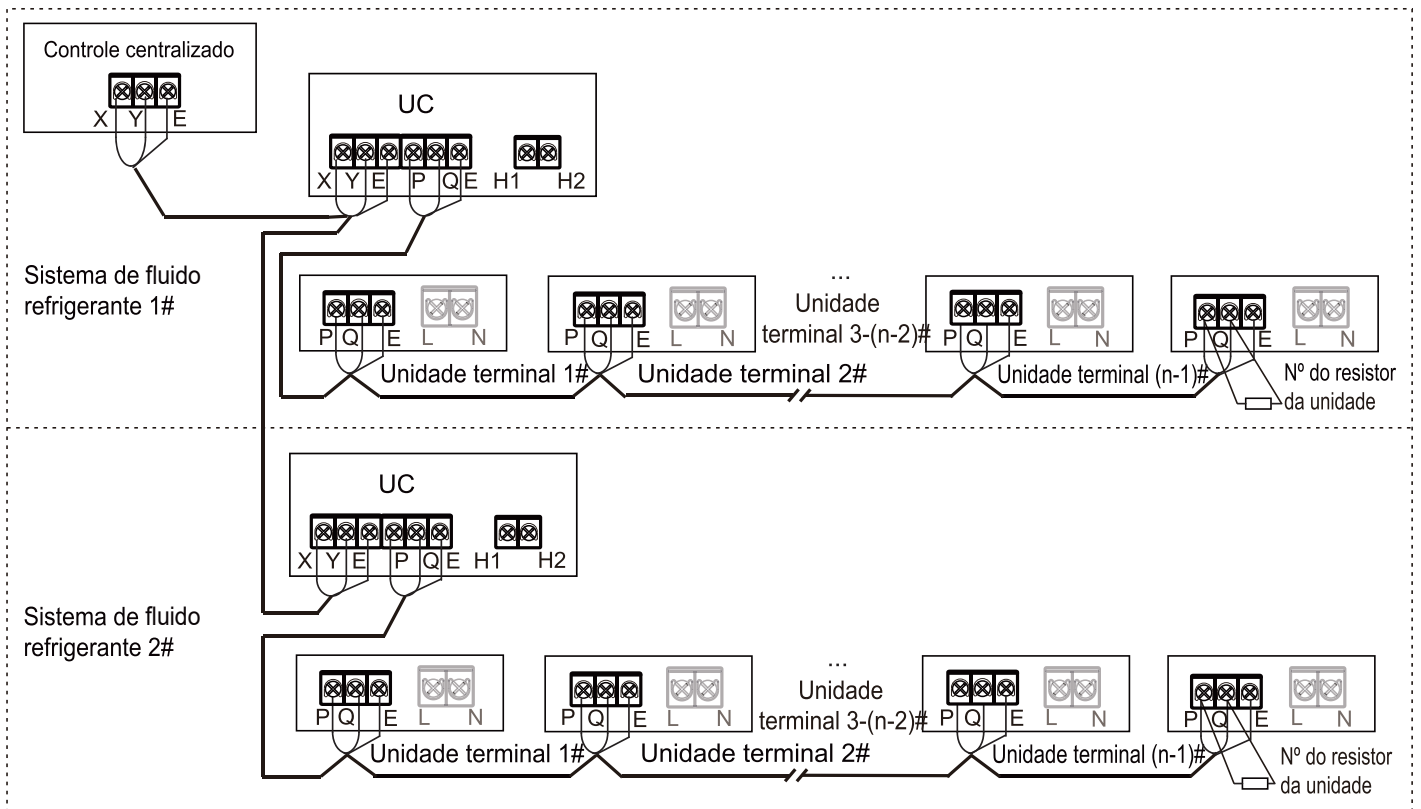 Controle centralizado
X Y E
UC
X Y E P Q E H1 H2
Sistema de fluido
refrigerante 1#
P Q E L N
P Q E L N
...
Unidade
terminal 3-(n-2)#
P Q E L N
P Q E L N
Unidade terminal 1#
Unidade terminal 2#
Unidade terminal (n-1)#
Nº do resistor
da unidade
UC
X Y E P Q E H1 H2
Sistema de fluido
refrigerante 2#
P Q E L N
P Q E L N
...
Unidade
terminal 3-(n-2)#
P Q E L N
P Q E L N
Unidade terminal 1#
Unidade terminal 2#
Unidade terminal (n-1)#
Nº do resistor
da unidade